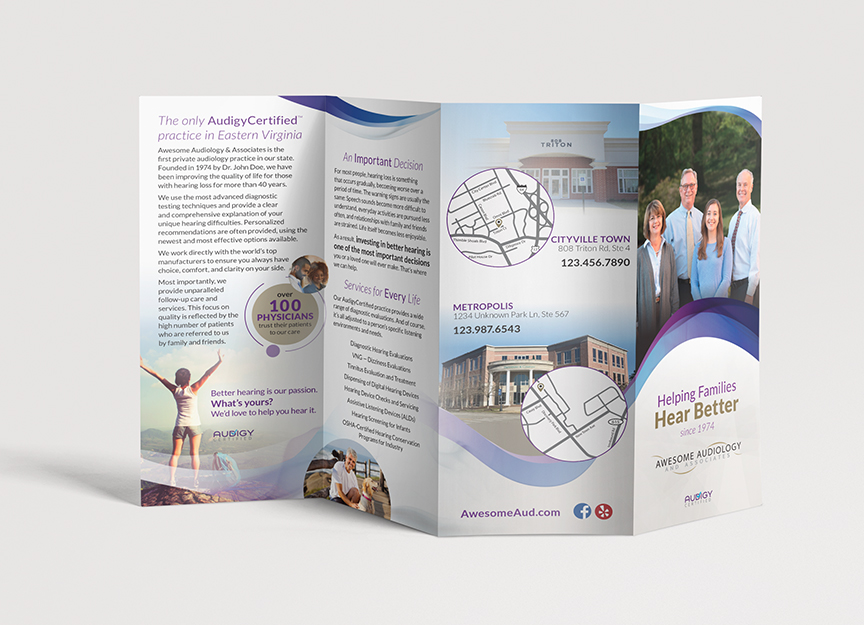 The only AudigyCertified™
practice in Eastern Virginia
Awesome Audiology & Associates is the
first private audiology practice in our state.
Founded in 1974 by Dr. John Doe, we have
been improving the quality of life for those
with hearing loss for more than 40 years.
We use the most advanced diagnostic
testing techniques and provide a clear
and comprehensive explanation of your
unique hearing difficulties. Personalized
recommendations are often provided, using the
newest and most effective options available.
We work directly with the world's top
manufacturers to ensure you always have
choice, comfort, and clarity on your side.
Most importantly, we
provide unparalleled
follow-up care and
services. This focus on
quality is reflected by the
high number of patients
who are referred to us
by family and friends.
over
100
PHYSICIANS
trust their patients
to our care
Better hearing is our passion.
What's yours?
We'd love to help you hear it.
AUDIGY
CERTIFIED
An Important Decision
For most people, hearing loss is something
that occurs gradually, becoming worse over a
period of time. The warning signs are usually the
same: Speech sounds become more difficult to
understand, everyday activities are pursued less
often, and relationships with family and friends
are strained. Life itself becomes less enjoyable.
As a result, investing in better hearing is
one of the most important decisions
you or a loved one will ever make. That's where
we can help.
Services for Every Life
Our AudigyCertified practice provides a wide
range of diagnostic evaluations. And of course,
it's all adjusted to a person's specific listening
environments and needs.
Diagnostic Hearing Evaluations
VNG – Dizziness Evaluations
Tinnitus Evaluation and Treatment
Dispensing of Digital Hearing Devices
Hearing Device Checks and Servicing
Assistive Listening Devices (ALDs)
Hearing Screening for Infants
OSHA-Certified Hearing Conservation
Programs for Industry
808
TRITON
CITYVILLE TOWN
808 Triton Rd, Ste 4
123.456.7890
METROPOLIS
1234 Unknown Park Ln, Ste 567
123.987.6543
AwesomeAud.com
Helping Families
Hear Better
since 1974
AWESOME AUDIOLOGY
AND ASSOCIATES
AUDIGY
CERTIFIED